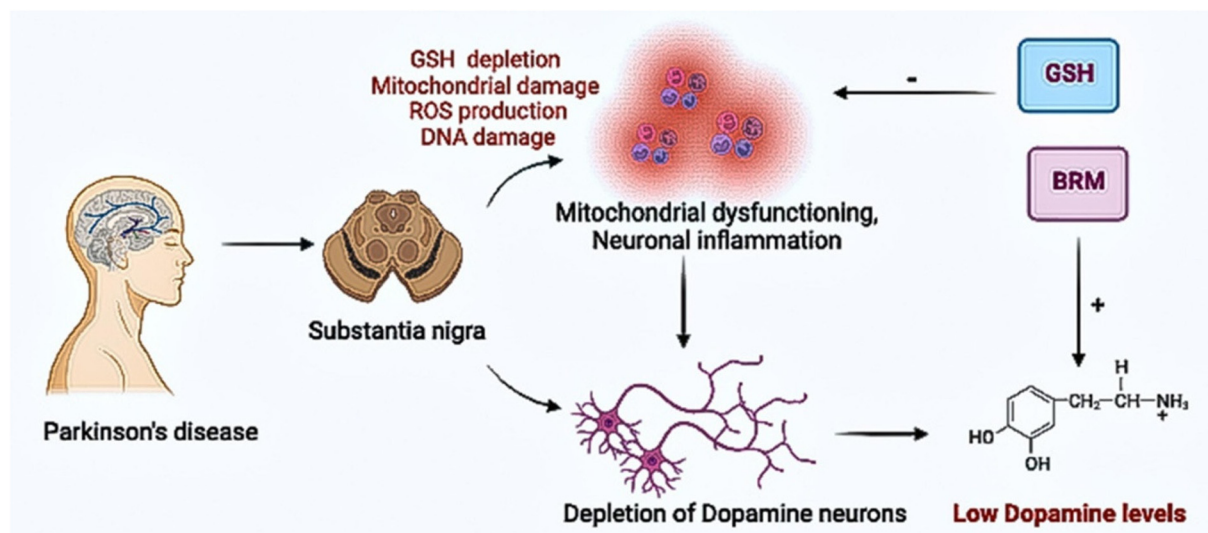 GSH depletion
Mitochondrial damage
ROS production
DNA damage
-
GSH
BRM
Mitochondrial dysfunctioning,
Neuronal inflammation
Substantia nigra
+
H
CH₂-CH-NH₃
+
HO
OH
Parkinson's disease
Depletion of Dopamine neurons
Low Dopamine levels